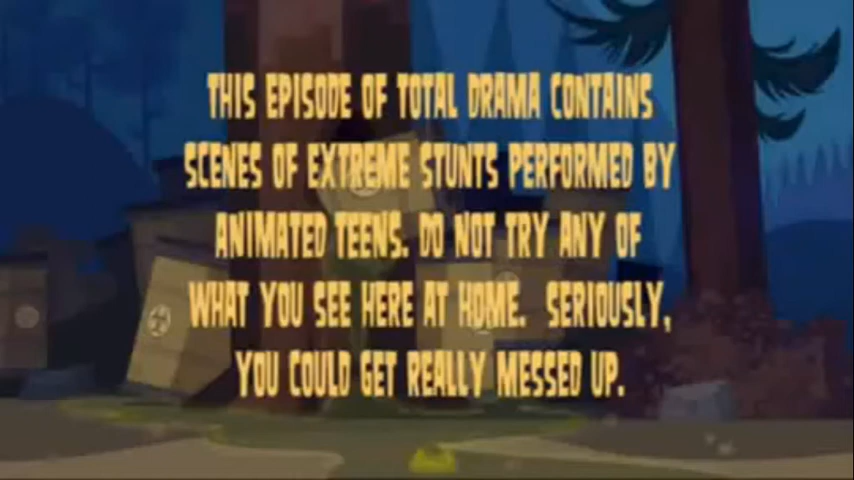 THIS EPISODE OF TOTAL DRAMA CONTAINS
SCENES OF EXTREME STUNTS PERFORMED BY
ANIMATED TEENS. DO NOT TRY ANY OF
WHAT YOU SEE HERE AT HOME. SERIOUSLY,
YOU COULD GET REALLY MESSED UP.